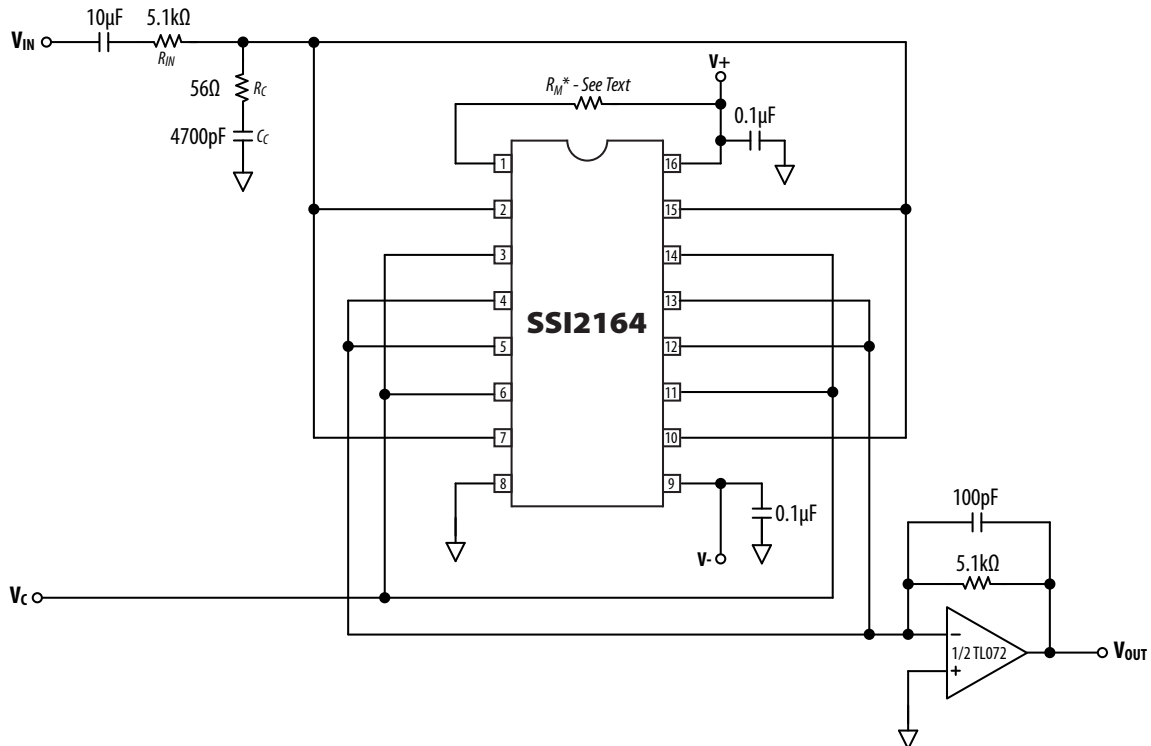 10μF
5.1kΩ
VIN
RIN
56Ω
RC
4700pF
CC
RM* - See Text
V+
0.1μF
1
16
2
15
3
14
4
13
SSI2164
5
12
6
11
7
10
8
9
0.1μF
V-
100pF
5.1kΩ
VC
−
1/2 TL072
+
VOUT